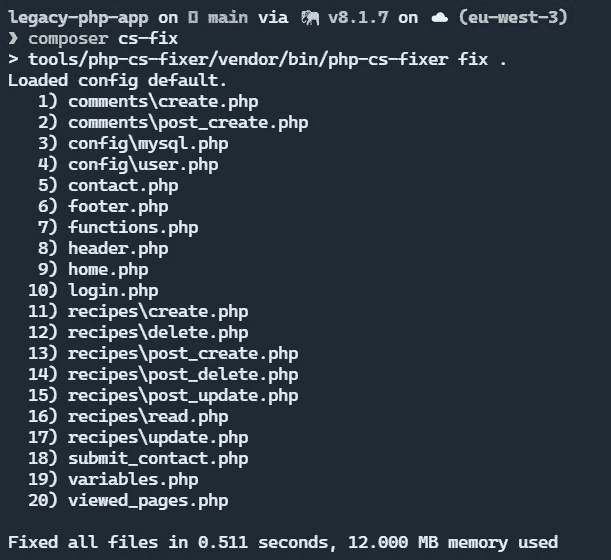 legacy-php-app on main via v8.1.7 on (eu-west-3)
❯ composer cs-fix
> tools/php-cs-fixer/vendor/bin/php-cs-fixer fix .
Loaded config default.
1) comments\create.php
2) comments\post_create.php
3) config\mysql.php
4) config\user.php
5) contact.php
6) footer.php
7) functions.php
8) header.php
9) home.php
10) login.php
11) recipes\create.php
12) recipes\delete.php
13) recipes\post_create.php
14) recipes\post_delete.php
15) recipes\post_update.php
16) recipes\read.php
17) recipes\update.php
18) submit_contact.php
19) variables.php
20) viewed_pages.php
Fixed all files in 0.511 seconds, 12.000 MB memory used